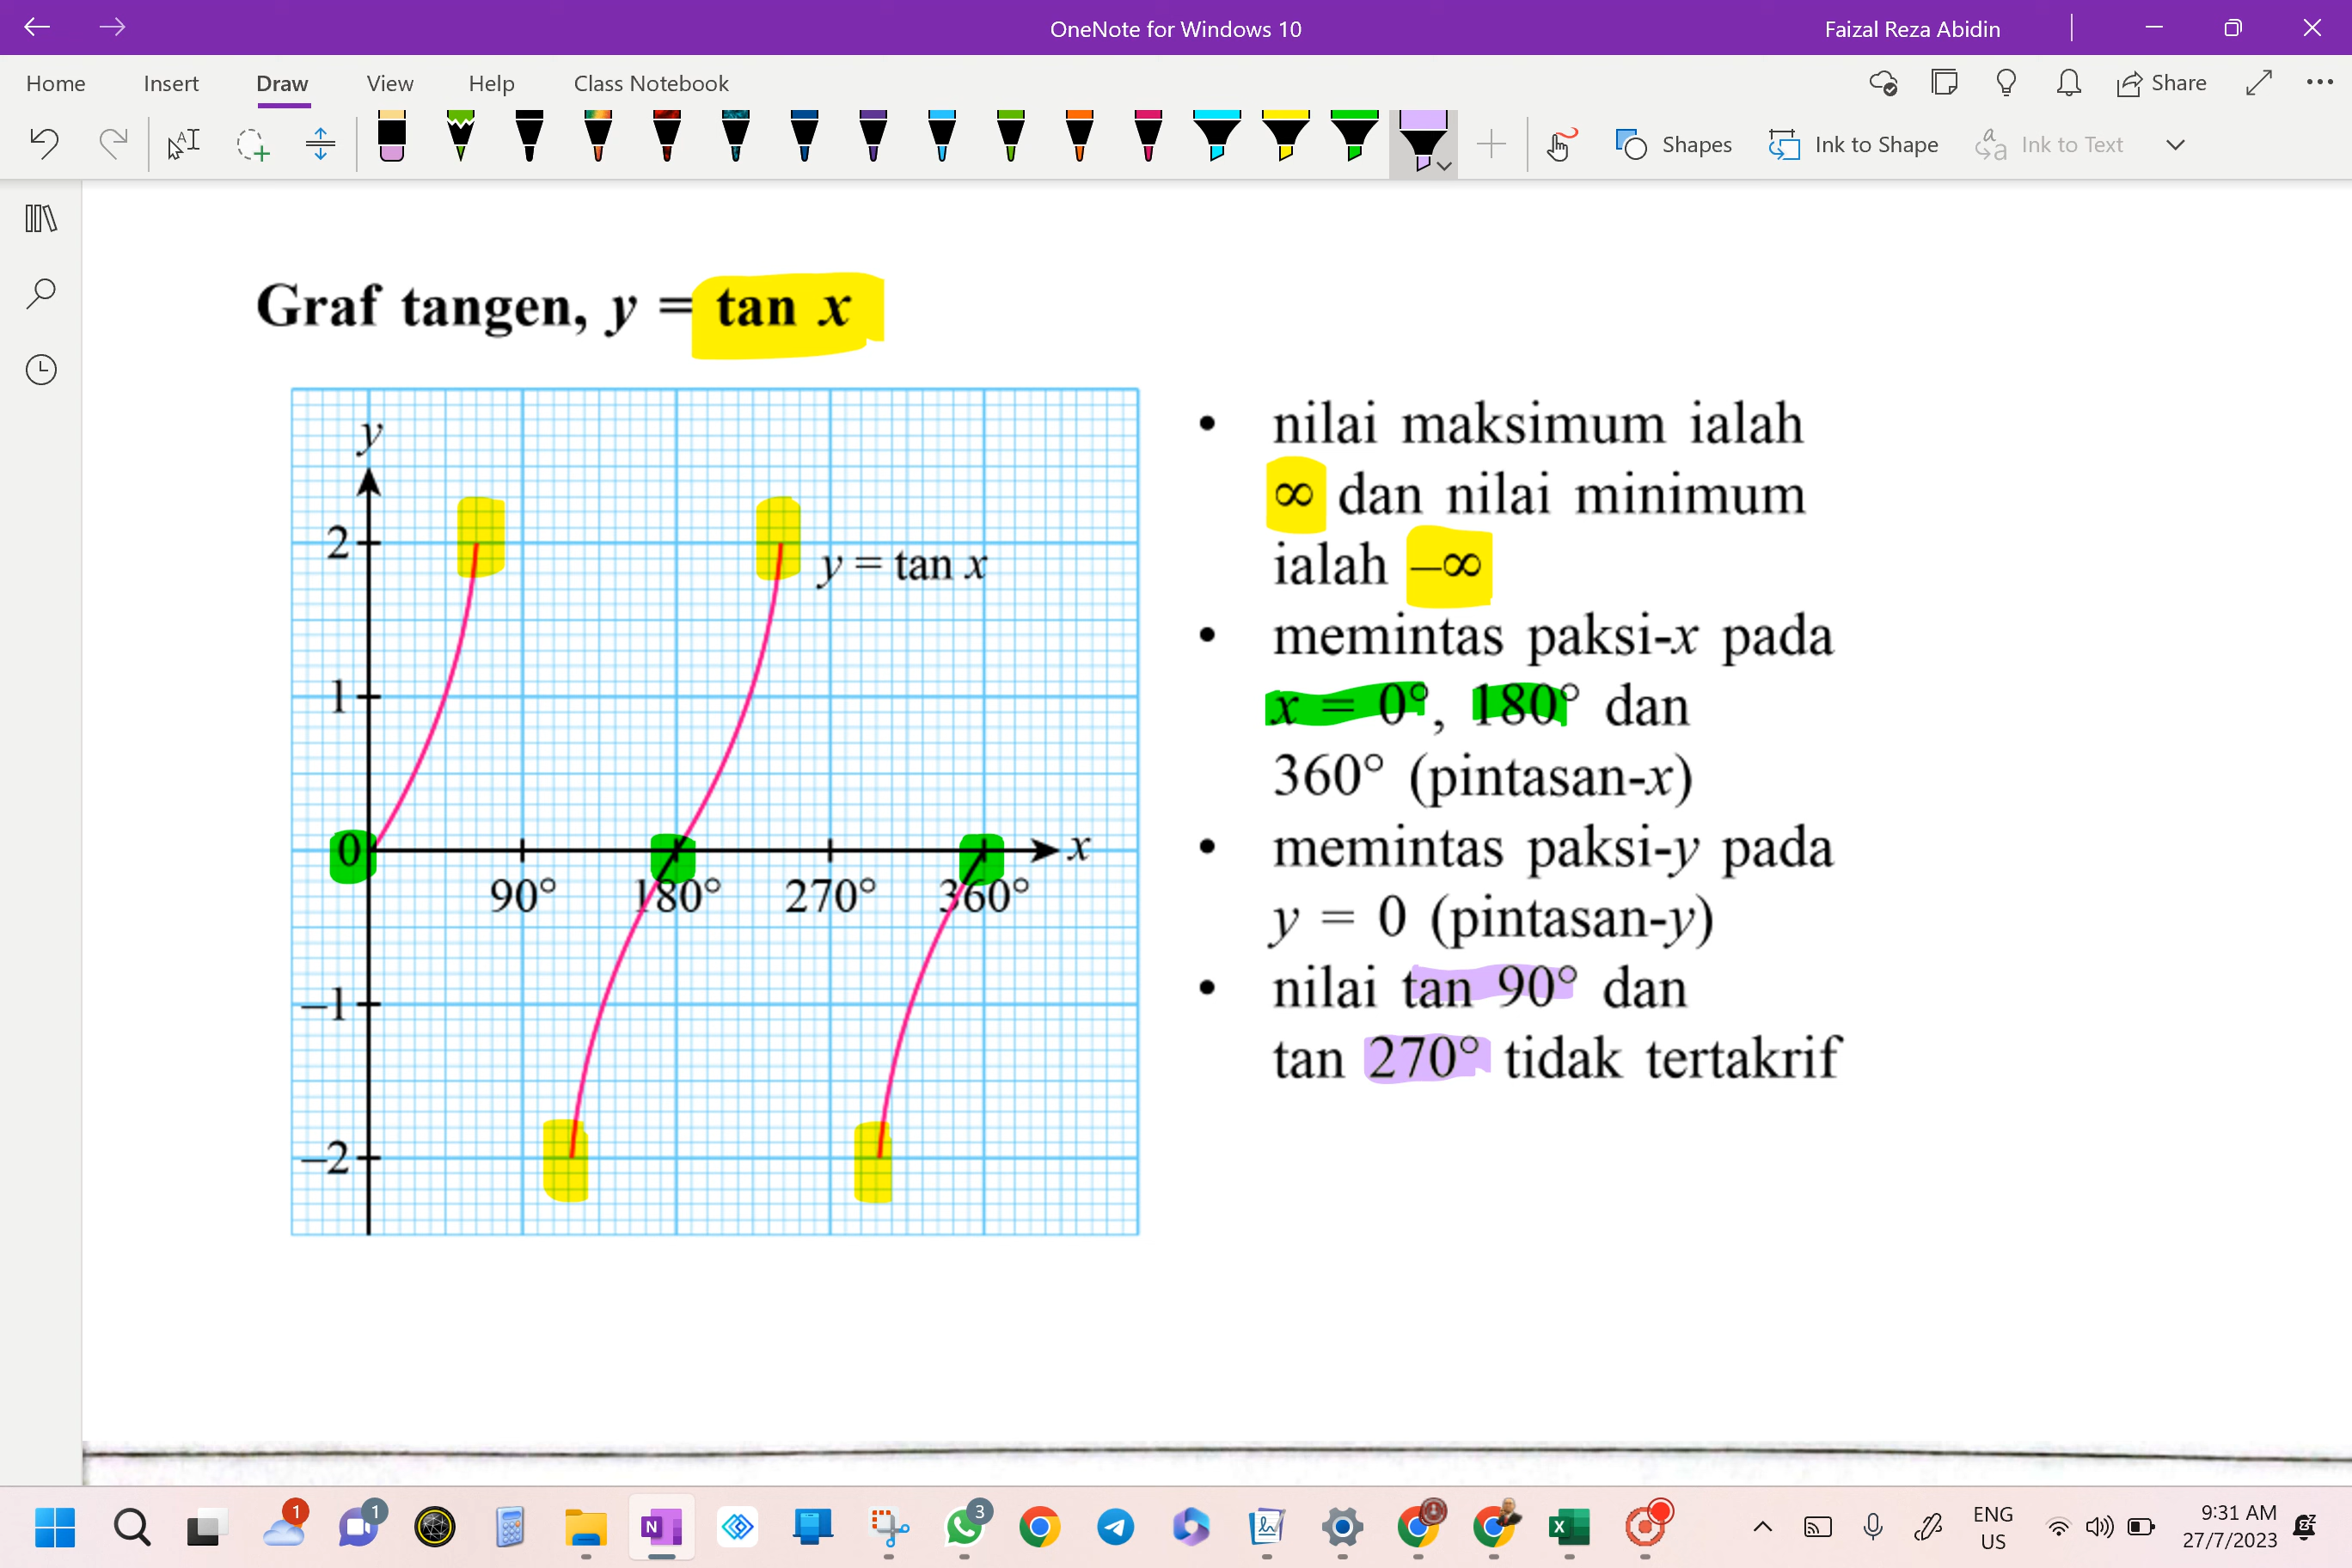 OneNote for Windows 10
Faizal Reza Abidin
Home Insert Draw View Help Class Notebook
Share
Shapes Ink to Shape Ink to Text
Graf tangen, y = tan x
y
2
1
0
–1
–2
y = tan x
x
90° 180° 270° 360°
• nilai maksimum ialah
∞ dan nilai minimum
ialah –∞
• memintas paksi-x pada
x = 0°, 180° dan
360° (pintasan-x)
• memintas paksi-y pada
y = 0 (pintasan-y)
• nilai tan 90° dan
tan 270° tidak tertakrif
1
1
3
ENG
US
9:31 AM
27/7/2023